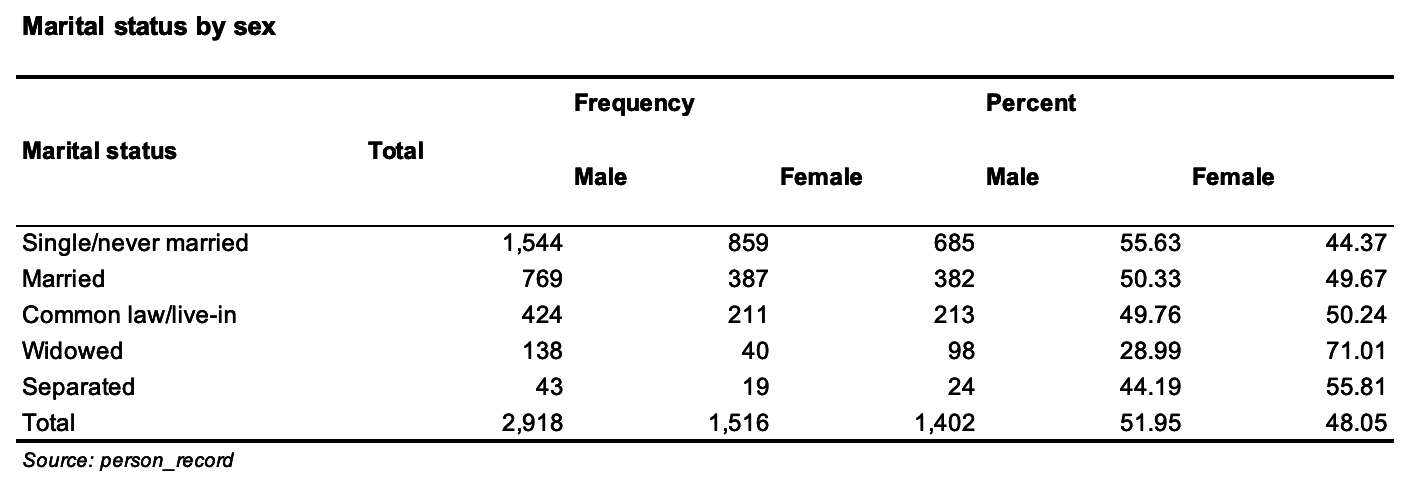 Marital status by sex
Frequency Percent
Marital status Total
Male Female Male Female
Single/never married 1,544 859 685 55.63 44.37
Married 769 387 382 50.33 49.67
Common law/live-in 424 211 213 49.76 50.24
Widowed 138 40 98 28.99 71.01
Separated 43 19 24 44.19 55.81
Total 2,918 1,516 1,402 51.95 48.05
Source: person_record